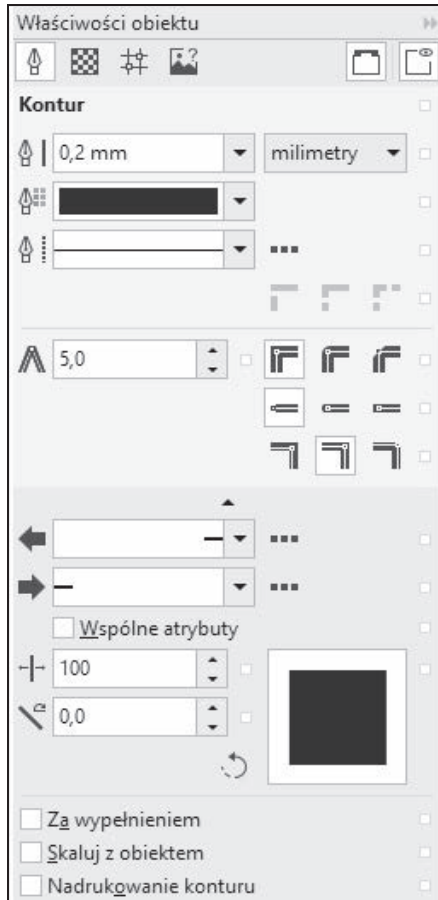 Właściwości obiektu
Kontur
0,2 mm milimetry
5,0
Wspólne atrybuty
100
0,0
Za wypełnieniem
Skaluj z obiektem
Nadrukowanie konturu